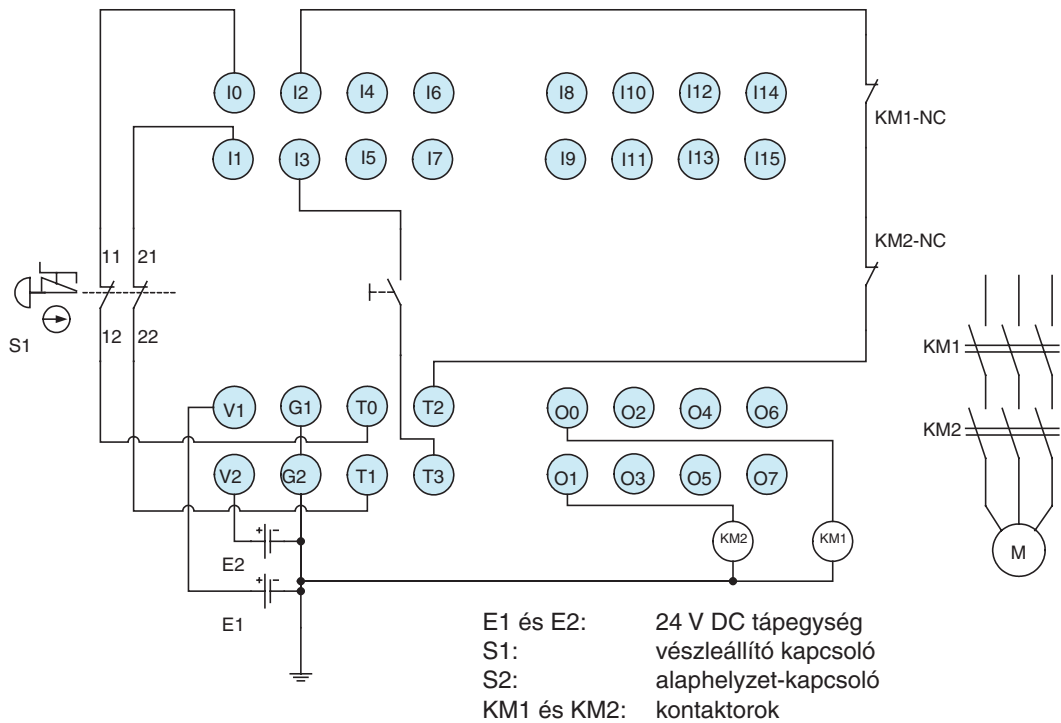 I0 I2 I4 I6 I8 I10 I12 I14
KM1-NC
I1 I3 I5 I7 I9 I11 I13 I15
KM2-NC
11 21
12 22
S1
KM1
V1 G1 T0 T2 O0 O2 O4 O6
KM2
V2 G2 T1 T3 O1 O3 O5 O7
+ -
KM2 KM1
M
E2
+ -
E1
E1 és E2: 24 V DC tápegység
S1: vészleállító kapcsoló
S2: alaphelyzet-kapcsoló
KM1 és KM2: kontaktorok